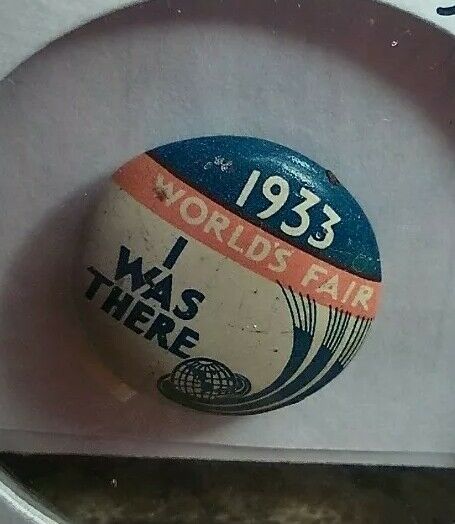 1933
WORLD'S FAIR
I
WAS
THERE